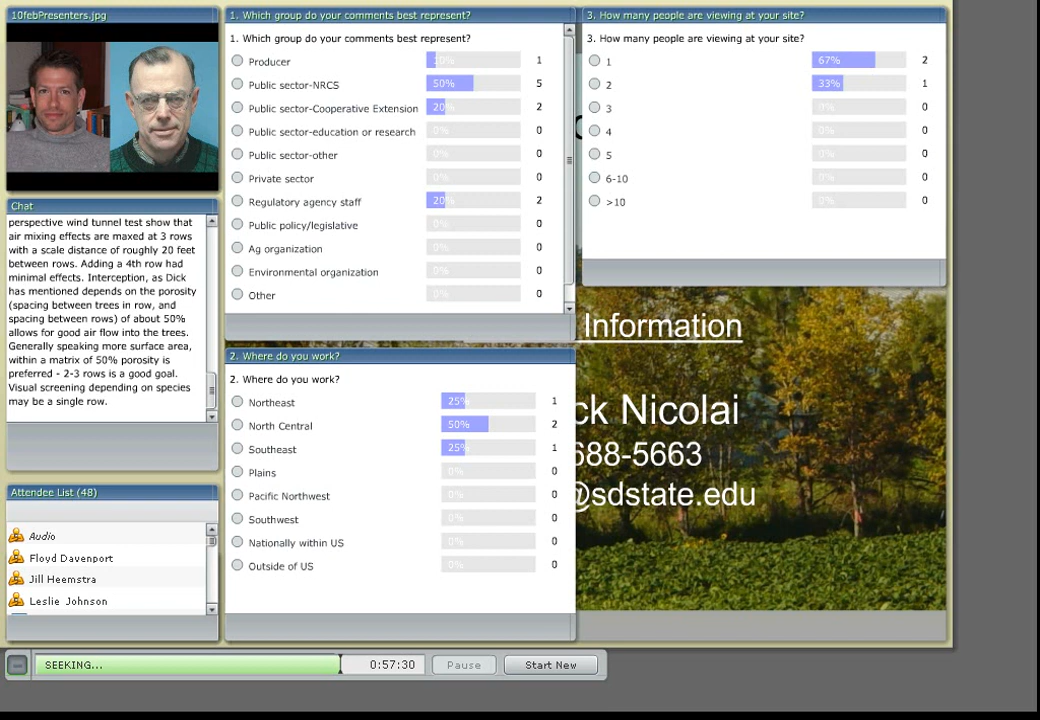 10febPresenters.jpg
Chat
perspective wind tunnel test show that
air mixing effects are maxed at 3 rows
with a scale distance of roughly 20 feet
between rows. Adding a 4th row had
minimal effects. Interception, as Dick
has mentioned depends on the porosity
(spacing between trees in row, and
spacing between rows) of about 50%
allows for good air flow into the trees.
Generally speaking more surface area,
within a matrix of 50% porosity is
preferred - 2-3 rows is a good goal.
Visual screening depending on species
may be a single row.
Attendee List (48)
Audio
Floyd Davenport
Jill Heemstra
Leslie Johnson
1. Which group do your comments best represent?
1. Which group do your comments best represent?
Producer 10% 1
Public sector-NRCS 50% 5
Public sector-Cooperative Extension 20% 2
Public sector-education or research 0% 0
Public sector-other 0% 0
Private sector 0% 0
Regulatory agency staff 20% 2
Public policy/legislative 0% 0
Ag organization 0% 0
Environmental organization 0% 0
Other 0% 0
2. Where do you work?
2. Where do you work?
Northeast 25% 1
North Central 50% 2
Southeast 25% 1
Plains 0% 0
Pacific Northwest 0% 0
Southwest 0% 0
Nationally within US 0% 0
Outside of US 0% 0
3. How many people are viewing at your site?
3. How many people are viewing at your site?
1 67% 2
2 33% 1
3 0% 0
4 0% 0
5 0% 0
6-10 0% 0
>10 0% 0
Information
ck Nicolai
688-5663
@sdstate.edu
SEEKING... 0:57:30 Pause Start New